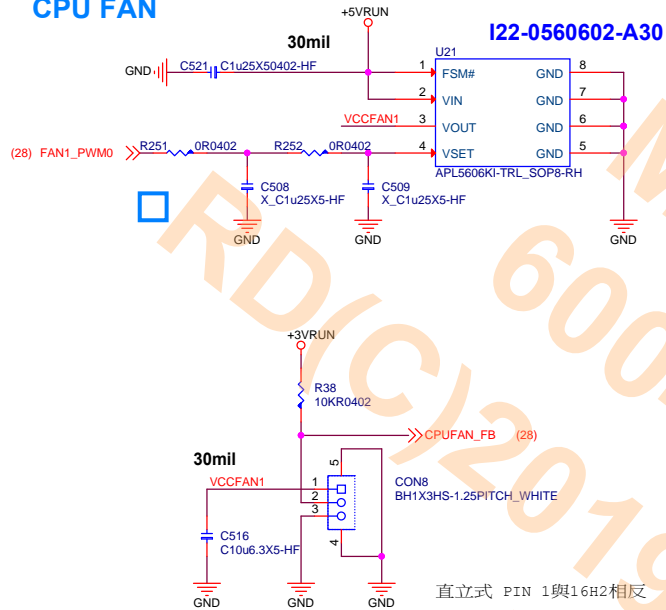 CPU FAN
+5VRUN
30mil
I22-0560602-A30
U21
GND C521 C1u25X50402-HF
1 FSM# GND 8
2 VIN GND 7
VCCFAN1 3 VOUT GND 6
(28) FAN1_PWM0 R251 0R0402 R252 0R0402 4 VSET GND 5
APL5606KI-TRL_SOP8-RH
C508
X_C1u25X5-HF
C509
X_C1u25X5-HF
GND GND GND
+3VRUN
R38
10KR0402
CPUFAN_FB (28)
30mil
VCCFAN1 1
2
3
5
4
CON8
BH1X3HS-1.25PITCH_WHITE
C516
C10u6.3X5-HF
GND GND GND
直立式 PIN 1與16H2相反
RD(C)2019